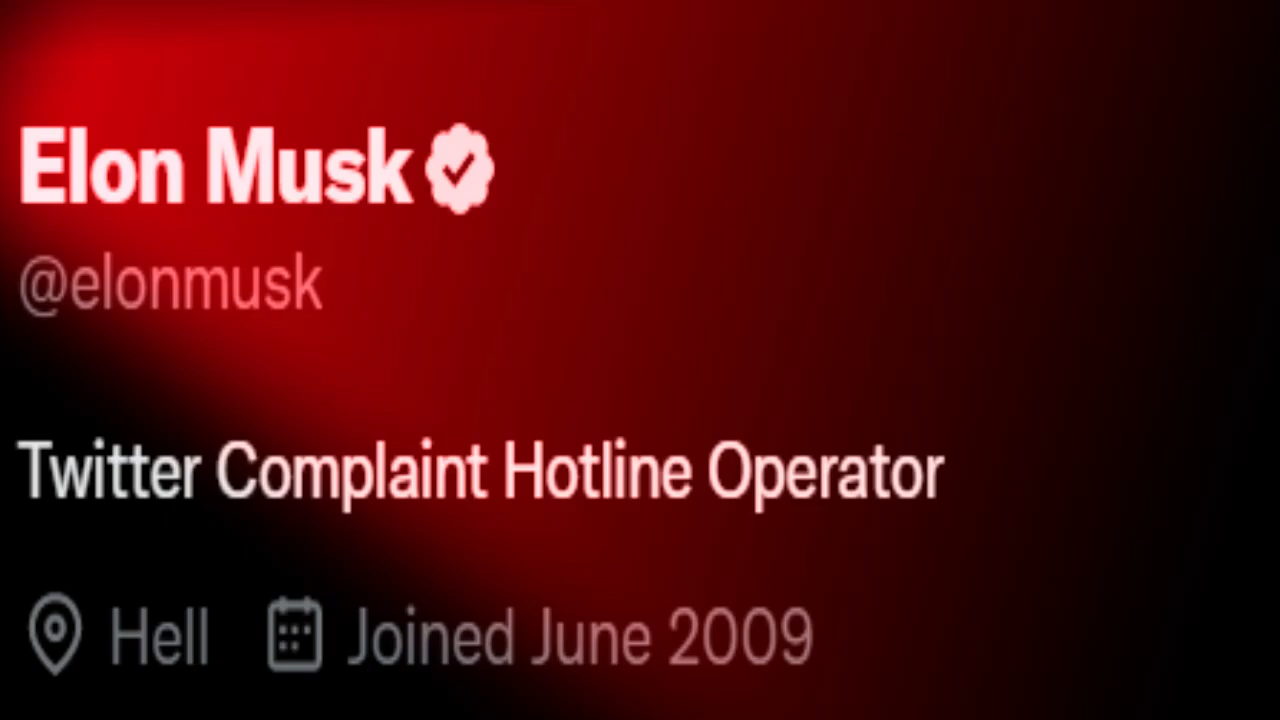 Elon Musk
@elonmusk
Twitter Complaint Hotline Operator
Hell Joined June 2009